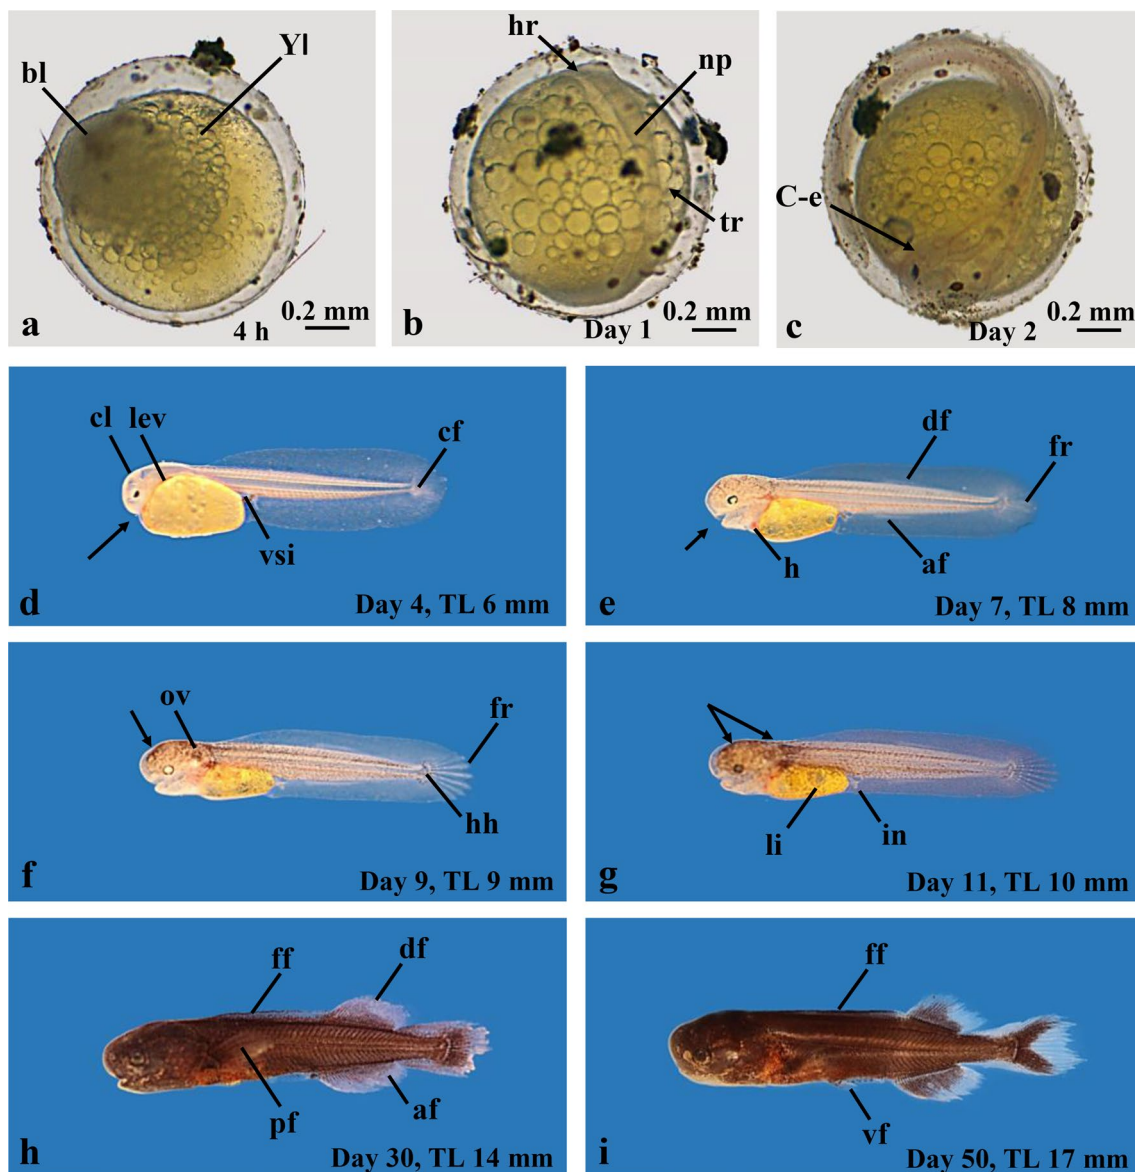 bl
Yl
a
4 h
0.2 mm
hr
np
tr
b
Day 1
0.2 mm
C-e
c
Day 2
0.2 mm
cl
lev
cf
vsi
d
Day 4, TL 6 mm
df
fr
h
af
e
Day 7, TL 8 mm
ov
fr
hh
f
Day 9, TL 9 mm
li
in
g
Day 11, TL 10 mm
ff
df
pf
af
h
Day 30, TL 14 mm
ff
vf
i
Day 50, TL 17 mm